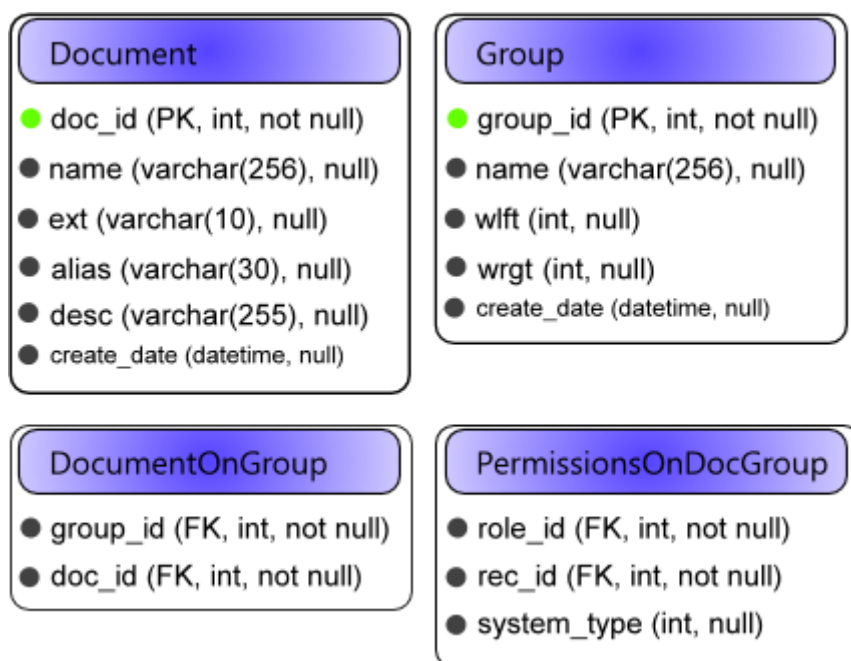 Document
doc_id (PK, int, not null)
name (varchar(256), null)
ext (varchar(10), null)
alias (varchar(30), null)
desc (varchar(255), null)
create_date (datetime, null)
Group
group_id (PK, int, not null)
name (varchar(256), null)
wlft (int, null)
wrgt (int, null)
create_date (datetime, null)
DocumentOnGroup
group_id (FK, int, not null)
doc_id (FK, int, not null)
PermissionsOnDocGroup
role_id (FK, int, not null)
rec_id (FK, int, not null)
system_type (int, null)